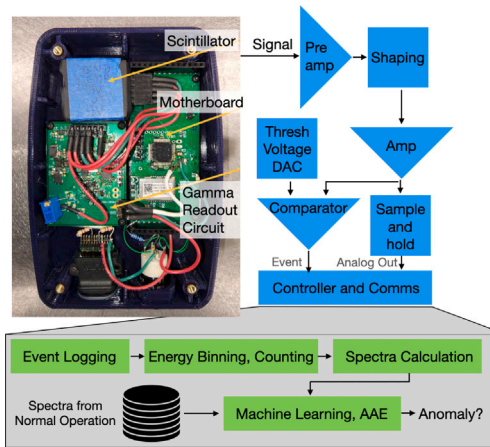 Scintillator
Motherboard
Gamma
Readout
Circuit
Signal
Pre
amp
Shaping
Thresh
Voltage
DAC
Amp
Comparator
Sample
and
hold
Event
Analog Out
Controller and Comms
Event Logging
Energy Binning, Counting
Spectra Calculation
Spectra from
Normal Operation
Machine Learning, AAE
Anomaly?